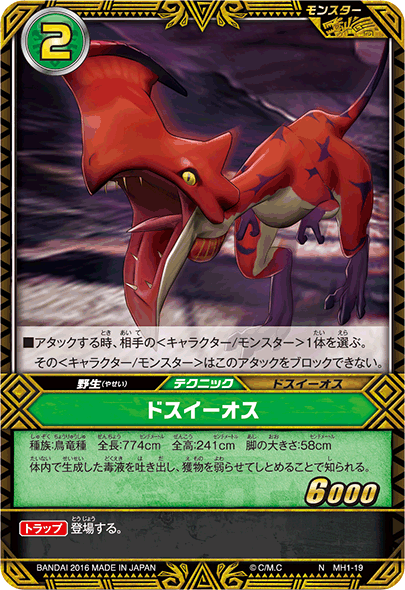 モンスター
2
■アタックする時、相手の<キャラクター/モンスター>1体を選ぶ。
その<キャラクター/モンスター>はこのアタックをブロックできない。
野生(やせい) テクニック ドスイーオス
ドスイーオス
種族:鳥竜種 全長:774cm 全高:241cm 脚の大きさ:58cm
体内で生成した毒液を吐き出し、獲物を弱らせてしとめることで知られる。
6000
トラップ 登場する。
BANDAI 2016 MADE IN JAPAN ©C/M.C N MH1-19